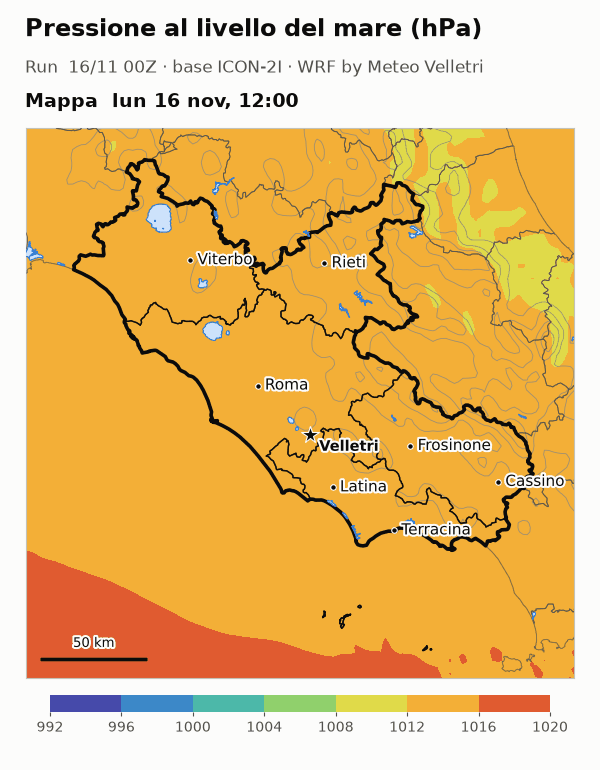 Pressione al livello del mare (hPa)
Run  16/11 00Z · base ICON-2I · WRF by Meteo Velletri
Mappa  lun 16 nov, 12:00
Viterbo
Rieti
Roma
Velletri
Frosinone
Latina
Cassino
Terracina
50 km
992 996 1000 1004 1008 1012 1016 1020